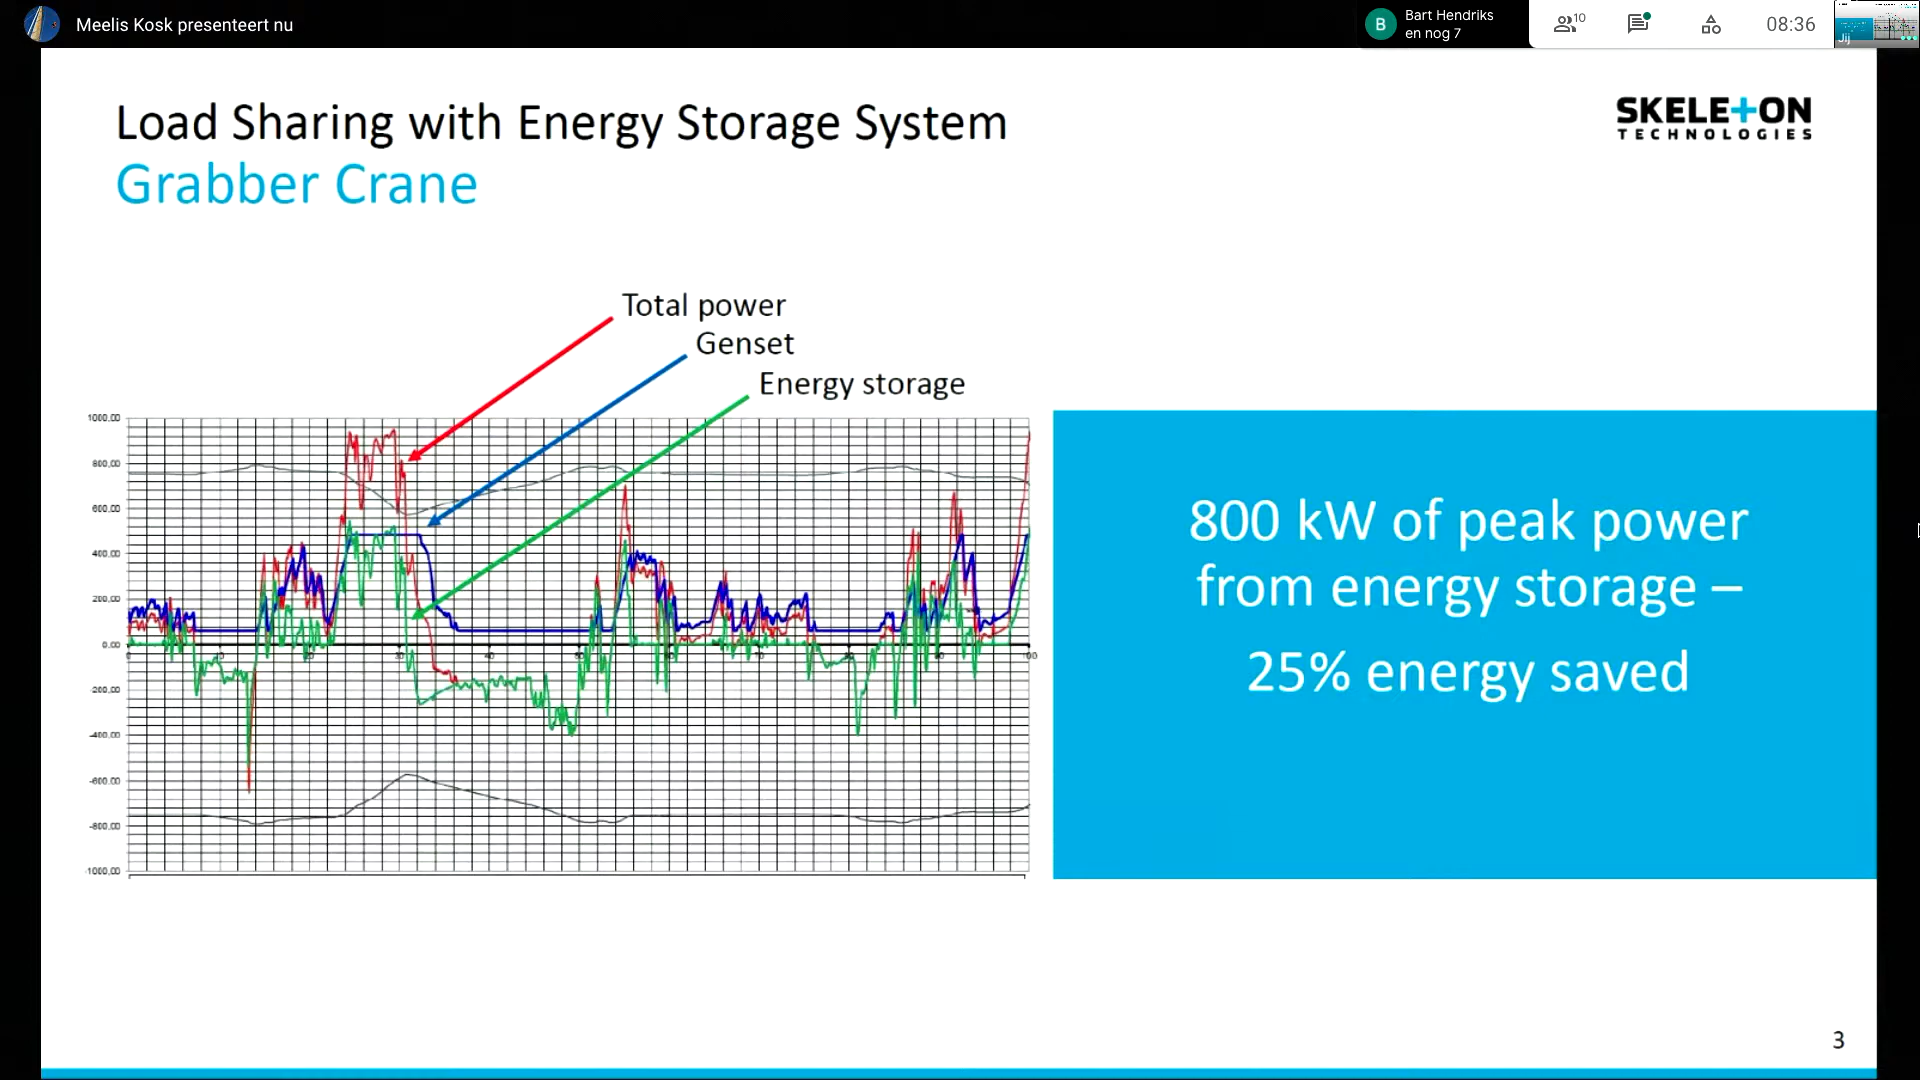 Meelis Kosk presenteert nu
B
Bart Hendriks
en nog 7
10
08:36
Jij
Load Sharing with Energy Storage System
Grabber Crane
SKELETON
TECHNOLOGIES
Total power
Genset
Energy storage
1000,00
800,00
600,00
400,00
200,00
0,00
-200,00
-400,00
-600,00
-800,00
-1000,00
800 kW of peak power
from energy storage –
25% energy saved
3